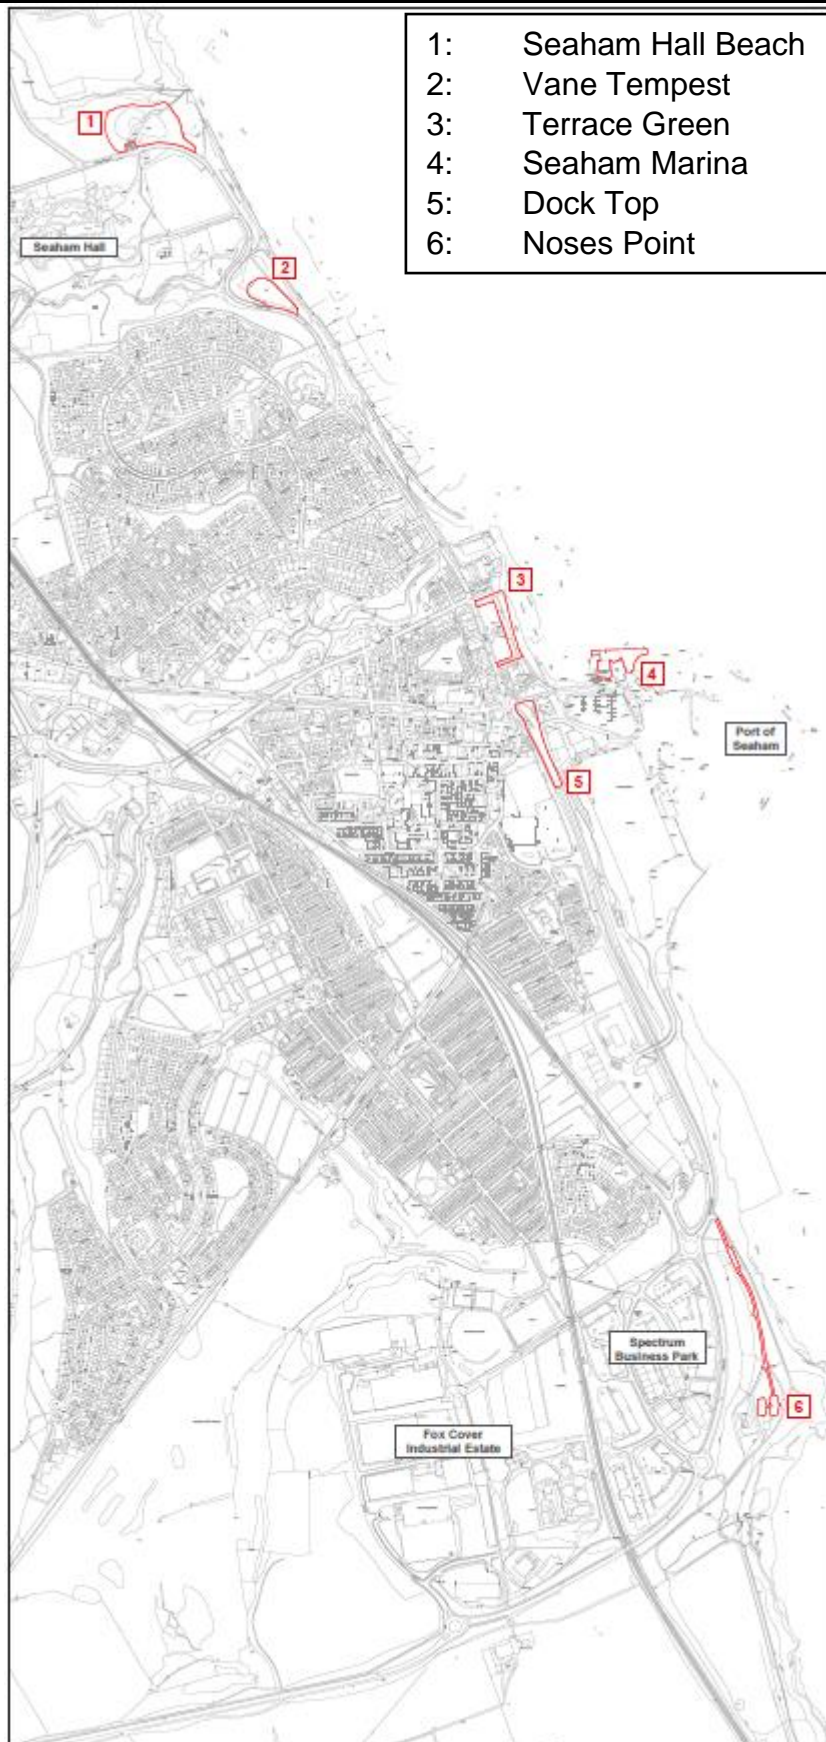 1: Seaham Hall Beach
2: Vane Tempest
3: Terrace Green
4: Seaham Marina
5: Dock Top
6: Noses Point
1
Seaham Hall
2
3
4
Port of
Seaham
5
Spectrum
Business Park
6
Fox Cover
Industrial Estate